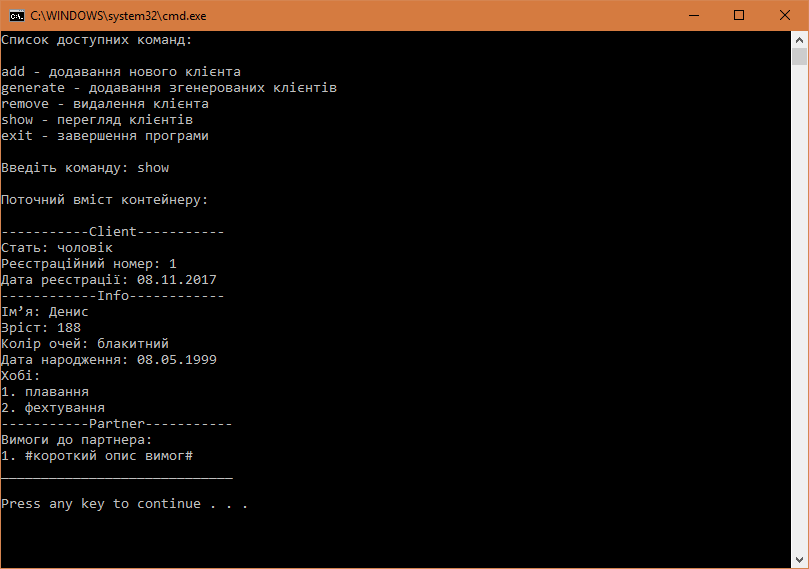 C:\WINDOWS\system32\cmd.exe
Список доступних команд:
add - додавання нового клієнта
generate - додавання згенерованих клієнтів
remove - видалення клієнта
show - перегляд клієнтів
exit - завершення програми
Введіть команду: show
Поточний вміст контейнеру:
-----------Client-----------
Стать: чоловік
Реєстраційний номер: 1
Дата реєстрації: 08.11.2017
------------Info------------
Ім’я: Денис
Зріст: 188
Колір очей: блакитний
Дата народження: 08.05.1999
Хобі:
1. плавання
2. фехтування
-----------Partner-----------
Вимоги до партнера:
1. #короткий опис вимог#
_____________________________
Press any key to continue . . .